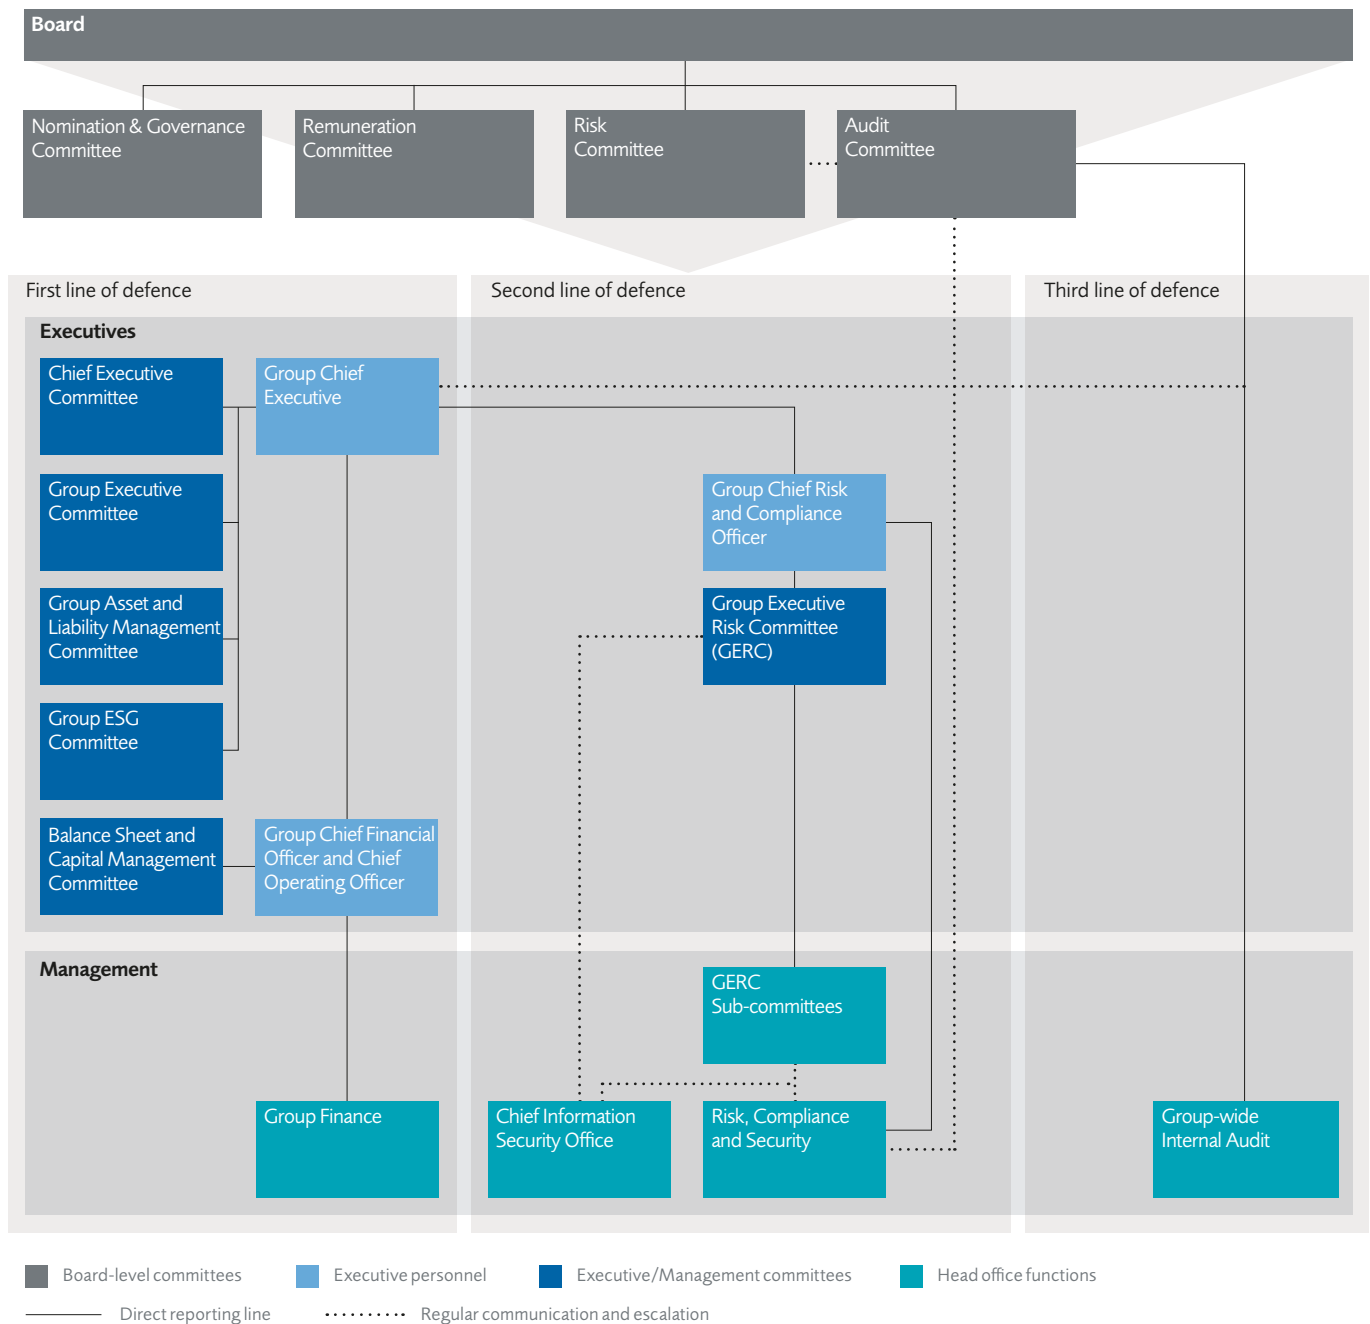 Board
Nomination & Governance
Committee
Remuneration
Committee
Risk
Committee
Audit
Committee
First line of defence
Second line of defence
Third line of defence
Executives
Chief Executive
Committee
Group Chief
Executive
Group Executive
Committee
Group Chief Risk
and Compliance
Officer
Group Asset and
Liability Management
Committee
Group Executive
Risk Committee
(GERC)
Group ESG
Committee
Balance Sheet and
Capital Management
Committee
Group Chief Financial
Officer and Chief
Operating Officer
Management
GERC
Sub-committees
Group Finance
Chief Information
Security Office
Risk, Compliance
and Security
Group-wide
Internal Audit
Board-level committees
Executive personnel
Executive/Management committees
Head office functions
Direct reporting line
Regular communication and escalation